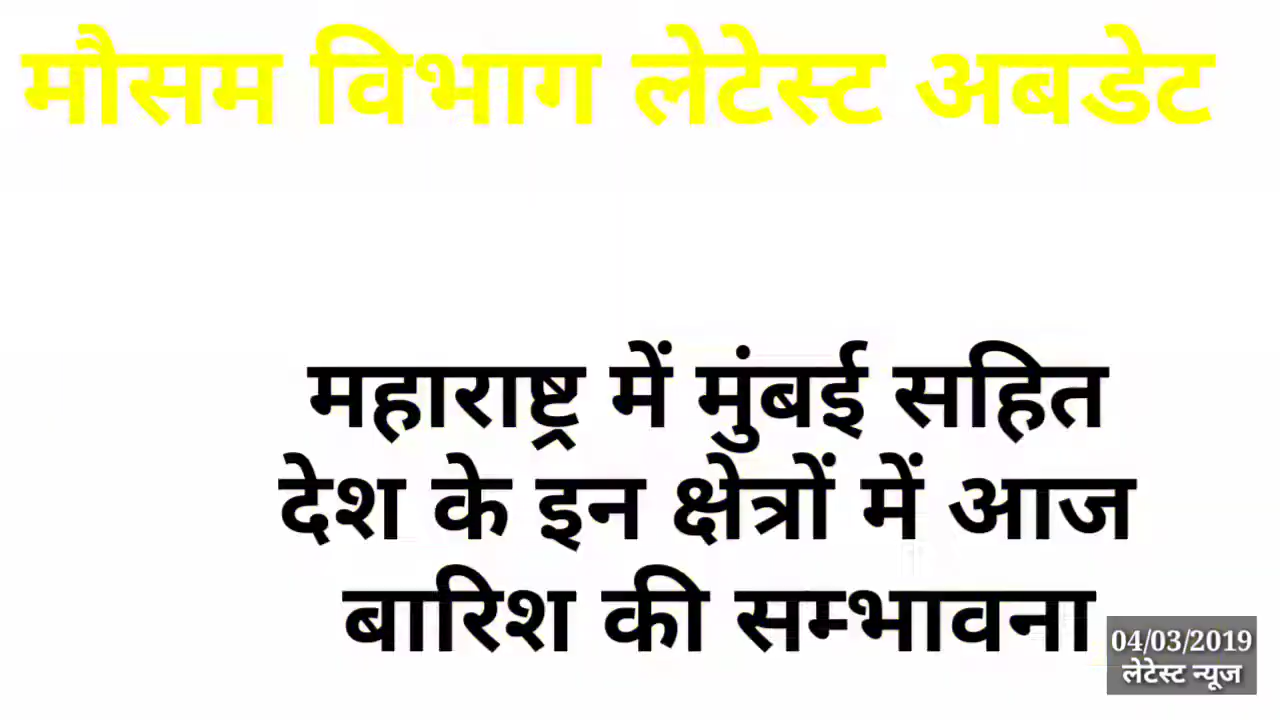 मौसम विभाग लेटेस्ट अबडेट
महाराष्ट्र में मुंबई सहित
देश के इन क्षेत्रों में आज
बारिश की सम्भावना
04/03/2019
लेटेस्ट न्यूज